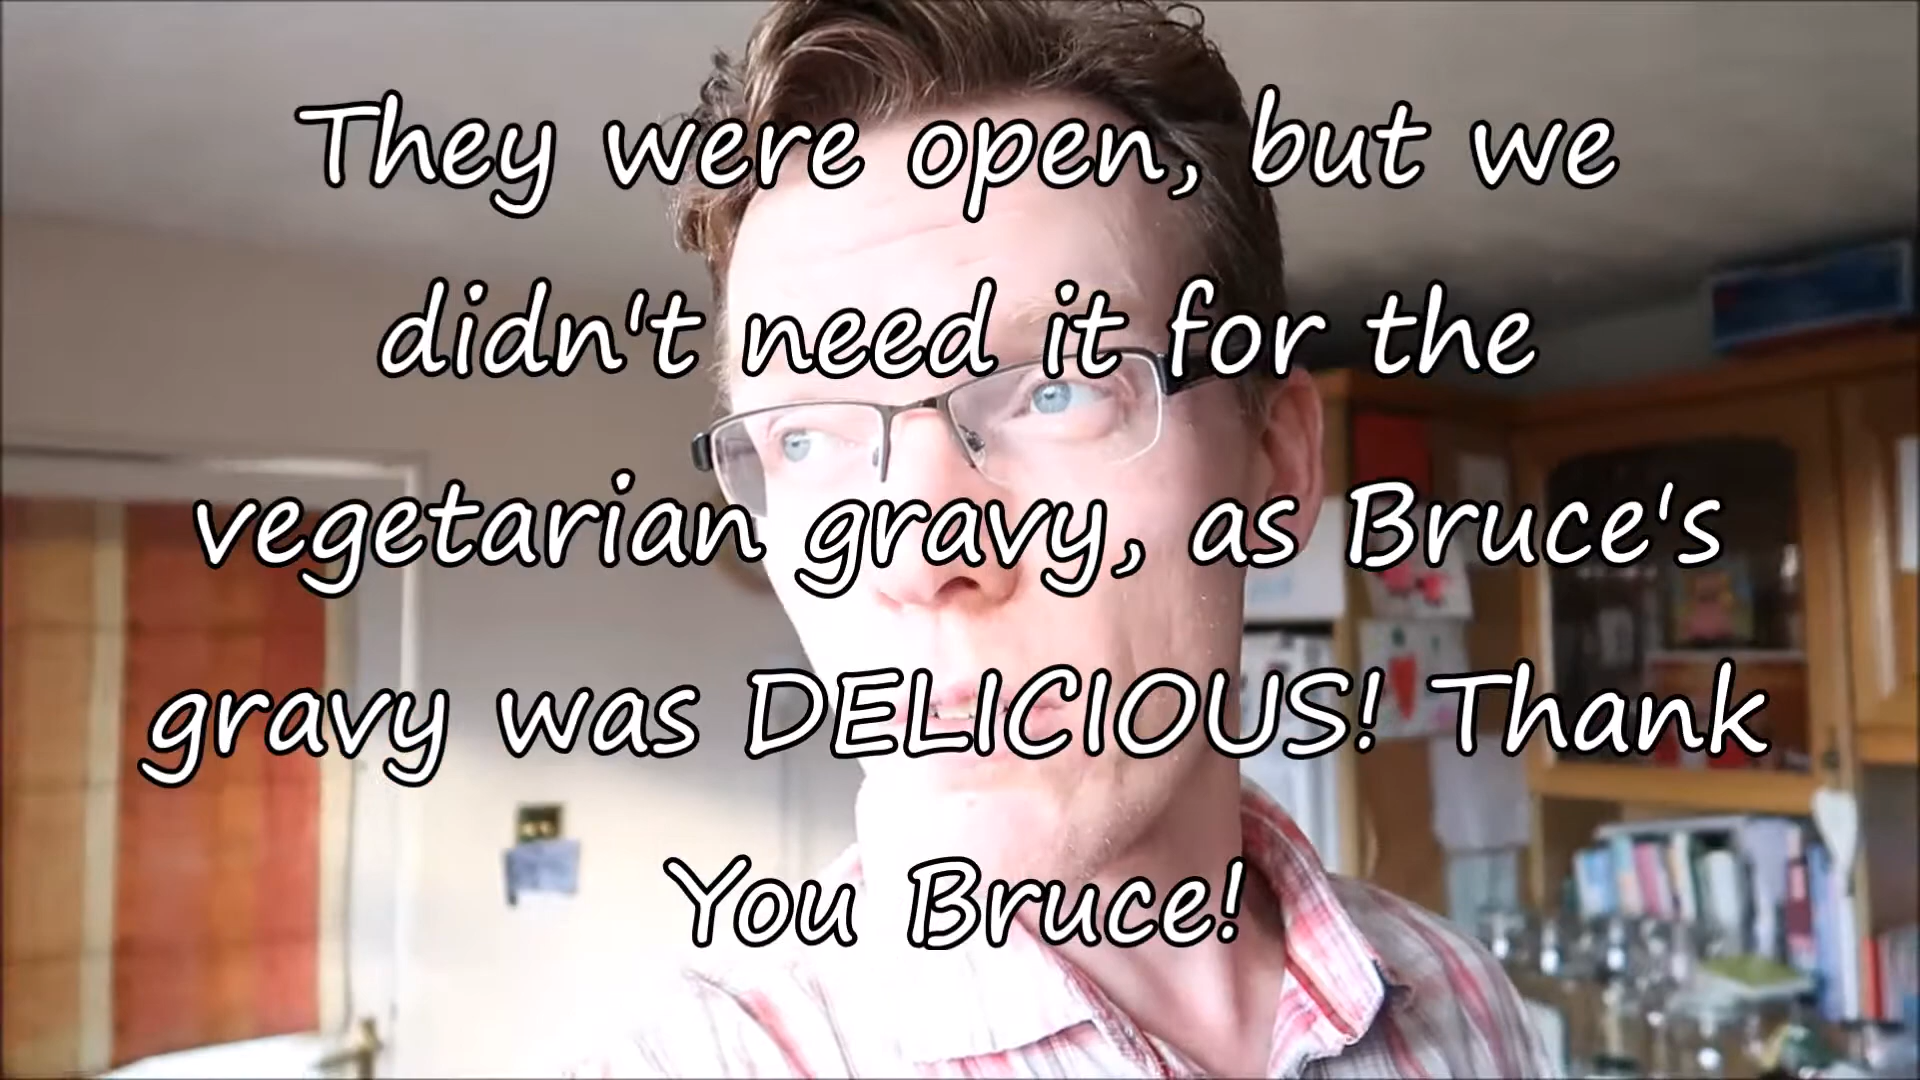 They were open, but we
didn't need it for the
vegetarian gravy, as Bruce's
gravy was DELICIOUS! Thank
You Bruce!